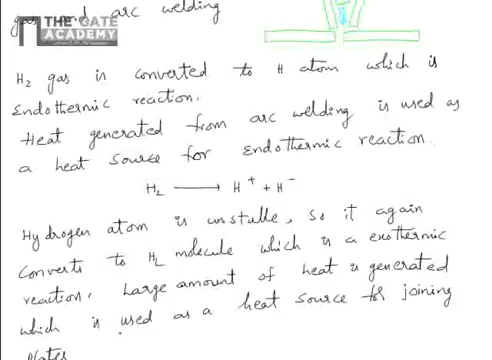 THE GATE
ACADEMY
gas and arc welding
H2 gas is converted to H atom which is
Endothermic reaction.
Heat generated from arc welding is used as
a heat source for Endothermic reaction
H2 ⟶ H+ + H-
Hydrogen atom is unstable, so it again
converts to H2 molecule which is a exothermic
reaction. Large amount of heat is generated
which is used as a heat source for joining
plates